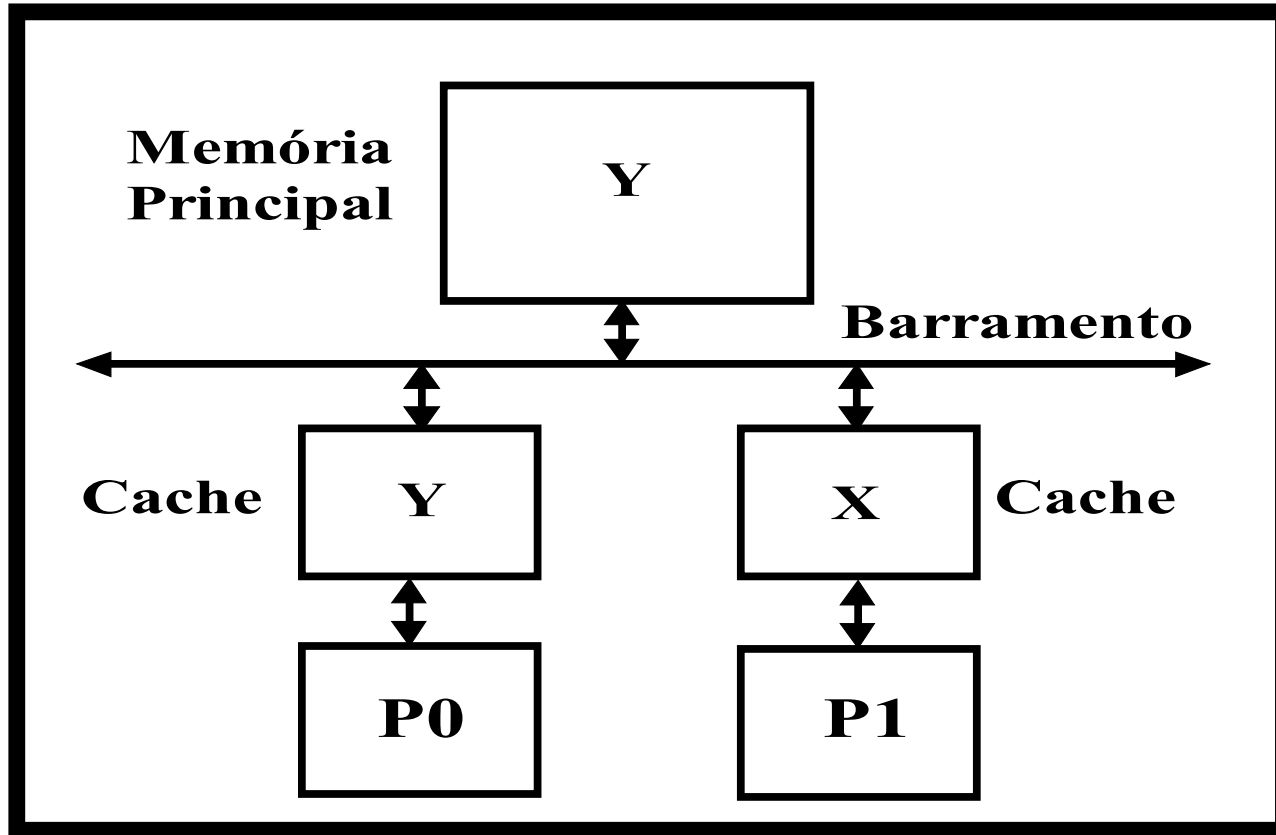 Memória
Principal
Y
Barramento
Cache
Y
X
Cache
P0
P1